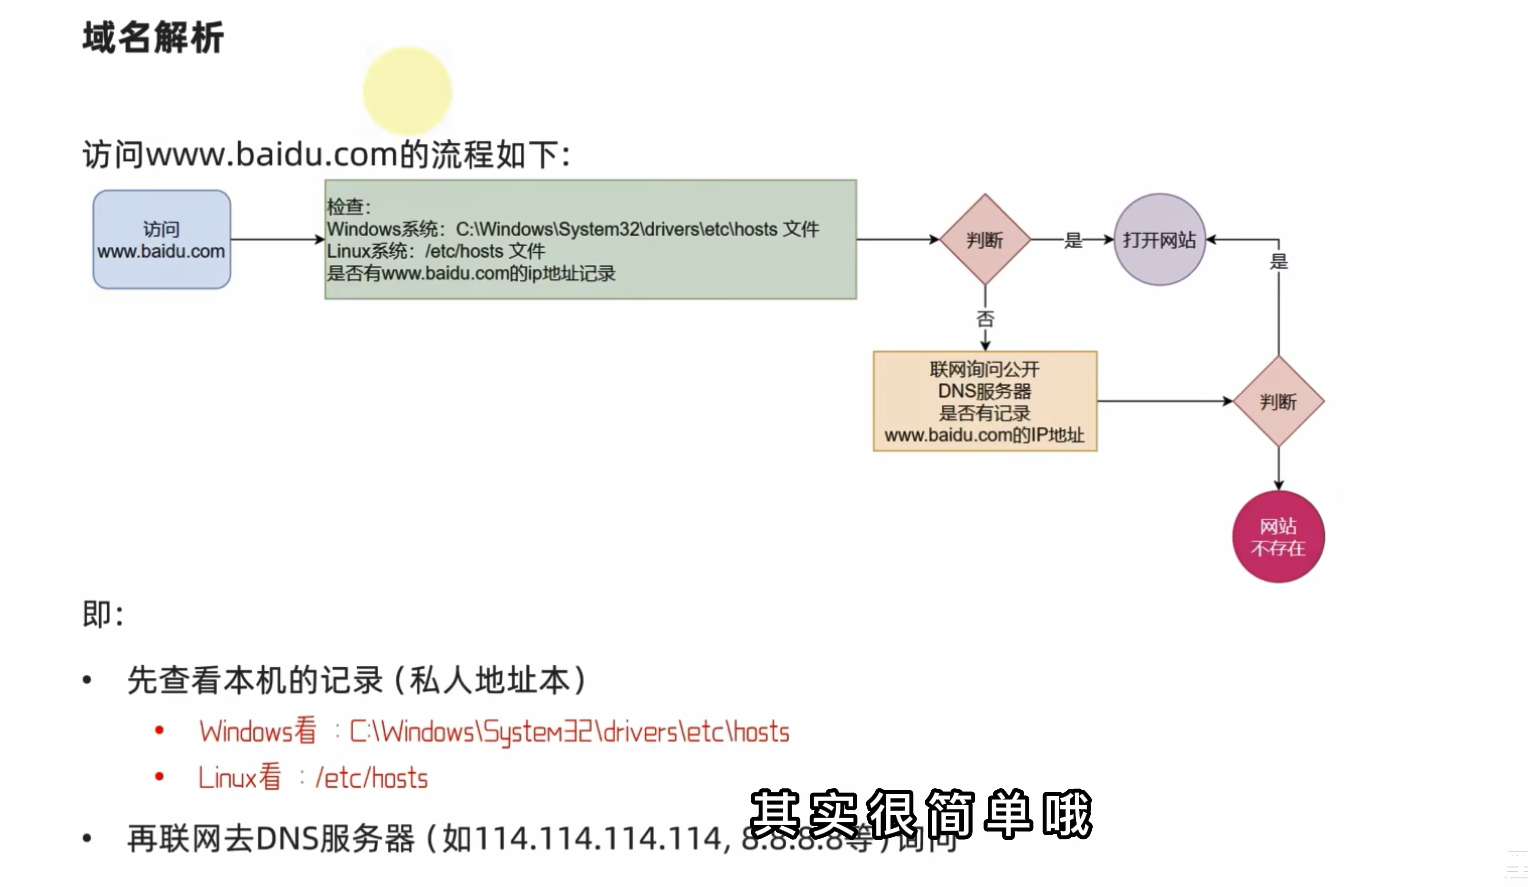 域名解析
访问www.baidu.com的流程如下：
访问
www.baidu.com
检查：
Windows系统：C:\Windows\System32\drivers\etc\hosts 文件
Linux系统：/etc/hosts 文件
是否有www.baidu.com的ip地址记录
判断
是
打开网站
是
否
联网询问公开
DNS服务器
是否有记录
www.baidu.com的IP地址
判断
网站
不存在
即：
• 先查看本机的记录（私人地址本）
• Windows看：C:\Windows\System32\drivers\etc\hosts
• Linux看：/etc/hosts
• 再联网去DNS服务器（如114.114.114.114, 8.8.8.8等）询问
其实很简单哦